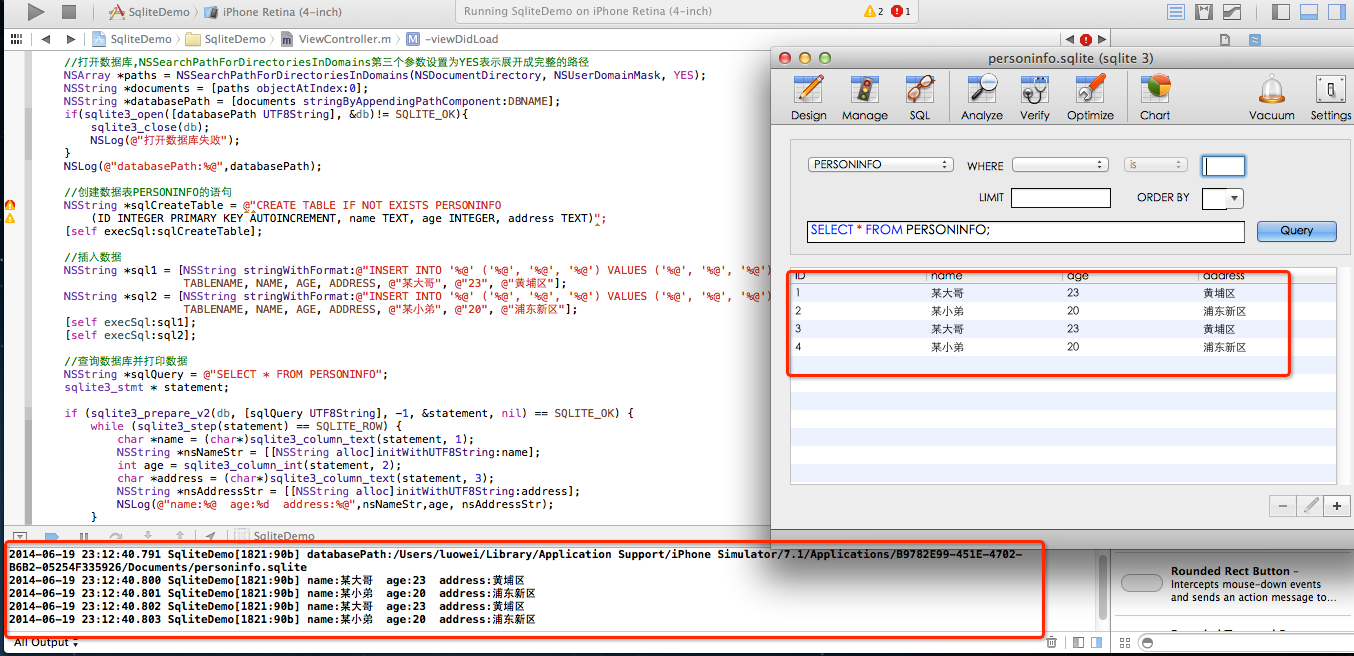 SqliteDemo  iPhone Retina (4-inch)
Running SqliteDemo on iPhone Retina (4-inch)
2  1
SqliteDemo  SqliteDemo  ViewController.m  M  -viewDidLoad
//打开数据库,NSSearchPathForDirectoriesInDomains第三个参数设置为YES表示展开成完整的路径
NSArray *paths = NSSearchPathForDirectoriesInDomains(NSDocumentDirectory, NSUserDomainMask, YES);
NSString *documents = [paths objectAtIndex:0];
NSString *databasePath = [documents stringByAppendingPathComponent:DBNAME];
if(sqlite3_open([databasePath UTF8String], &db)!= SQLITE_OK){
sqlite3_close(db);
NSLog(@"打开数据库失败");
}
NSLog(@"databasePath:%@",databasePath);
//创建数据表PERSONINFO的语句
NSString *sqlCreateTable = @"CREATE TABLE IF NOT EXISTS PERSONINFO
(ID INTEGER PRIMARY KEY AUTOINCREMENT, name TEXT, age INTEGER, address TEXT)";
[self execSql:sqlCreateTable];
//插入数据
NSString *sql1 = [NSString stringWithFormat:@"INSERT INTO '%@' ('%@', '%@', '%@') VALUES ('%@', '%@', '%@')
TABLENAME, NAME, AGE, ADDRESS, @"某大哥", @"23", @"黄埔区"];
NSString *sql2 = [NSString stringWithFormat:@"INSERT INTO '%@' ('%@', '%@', '%@') VALUES ('%@', '%@', '%@')
TABLENAME, NAME, AGE, ADDRESS, @"某小弟", @"20", @"浦东新区"];
[self execSql:sql1];
[self execSql:sql2];
//查询数据库并打印数据
NSString *sqlQuery = @"SELECT * FROM PERSONINFO";
sqlite3_stmt * statement;
if (sqlite3_prepare_v2(db, [sqlQuery UTF8String], -1, &statement, nil) == SQLITE_OK) {
while (sqlite3_step(statement) == SQLITE_ROW) {
char *name = (char*)sqlite3_column_text(statement, 1);
NSString *nsNameStr = [[NSString alloc]initWithUTF8String:name];
int age = sqlite3_column_int(statement, 2);
char *address = (char*)sqlite3_column_text(statement, 3);
NSString *nsAddressStr = [[NSString alloc]initWithUTF8String:address];
NSLog(@"name:%@  age:%d  address:%@",nsNameStr,age, nsAddressStr);
}
SqliteDemo
2014-06-19 23:12:40.791 SqliteDemo[1821:90b] databasePath:/Users/luowei/Library/Application Support/iPhone Simulator/7.1/Applications/B9782E99-451E-4702-
B6B2-05254F335926/Documents/personinfo.sqlite
2014-06-19 23:12:40.800 SqliteDemo[1821:90b] name:某大哥  age:23  address:黄埔区
2014-06-19 23:12:40.801 SqliteDemo[1821:90b] name:某小弟  age:20  address:浦东新区
2014-06-19 23:12:40.802 SqliteDemo[1821:90b] name:某大哥  age:23  address:黄埔区
2014-06-19 23:12:40.803 SqliteDemo[1821:90b] name:某小弟  age:20  address:浦东新区
All Output
personinfo.sqlite (sqlite 3)
Design  Manage  SQL  Analyze  Verify  Optimize  Chart  Vacuum  Settings
PERSONINFO  WHERE  is
LIMIT  ORDER BY
SELECT * FROM PERSONINFO;  Query
ID  name  age  address
1  某大哥  23  黄埔区
2  某小弟  20  浦东新区
3  某大哥  23  黄埔区
4  某小弟  20  浦东新区
Rounded Rect Button –
Intercepts mouse-down events
and sends an action message to...